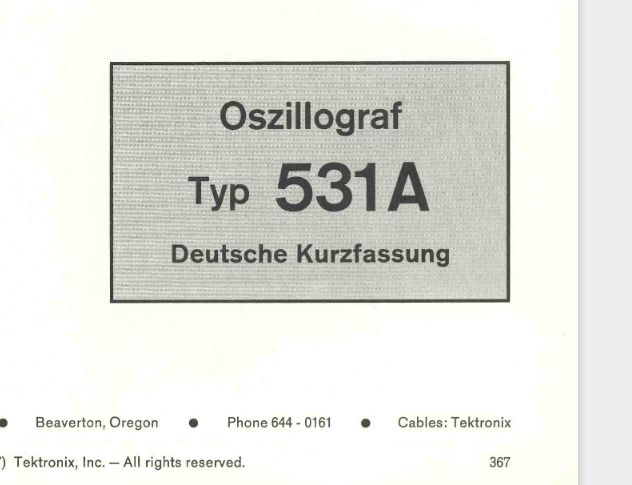 Oszillograf
Typ 531A
Deutsche Kurzfassung
● Beaverton, Oregon ● Phone 644 - 0161 ● Cables: Tektronix
) Tektronix, Inc. — All rights reserved. 367